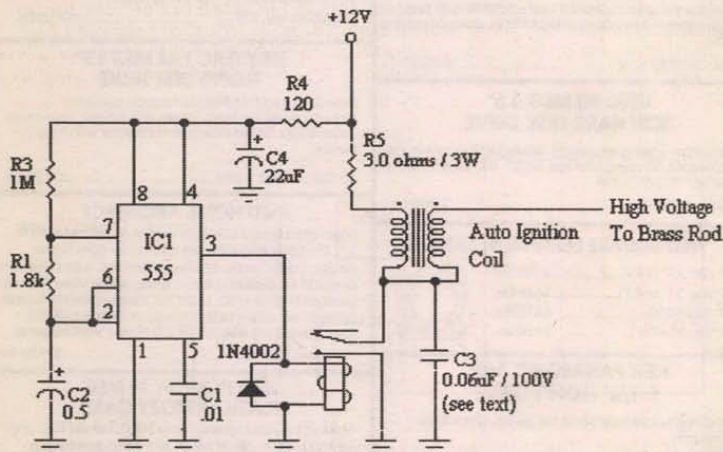 +12V
R4
120
R5
3.0 ohms / 3W
R3
1M
+
C4
22uF
8
4
7
3
IC1
555
6
2
1
5
R1
1.8k
High Voltage
To Brass Rod
Auto Ignition
Coil
1N4002
+
C2
0.5
C1
.01
C3
0.06uF / 100V
(see text)